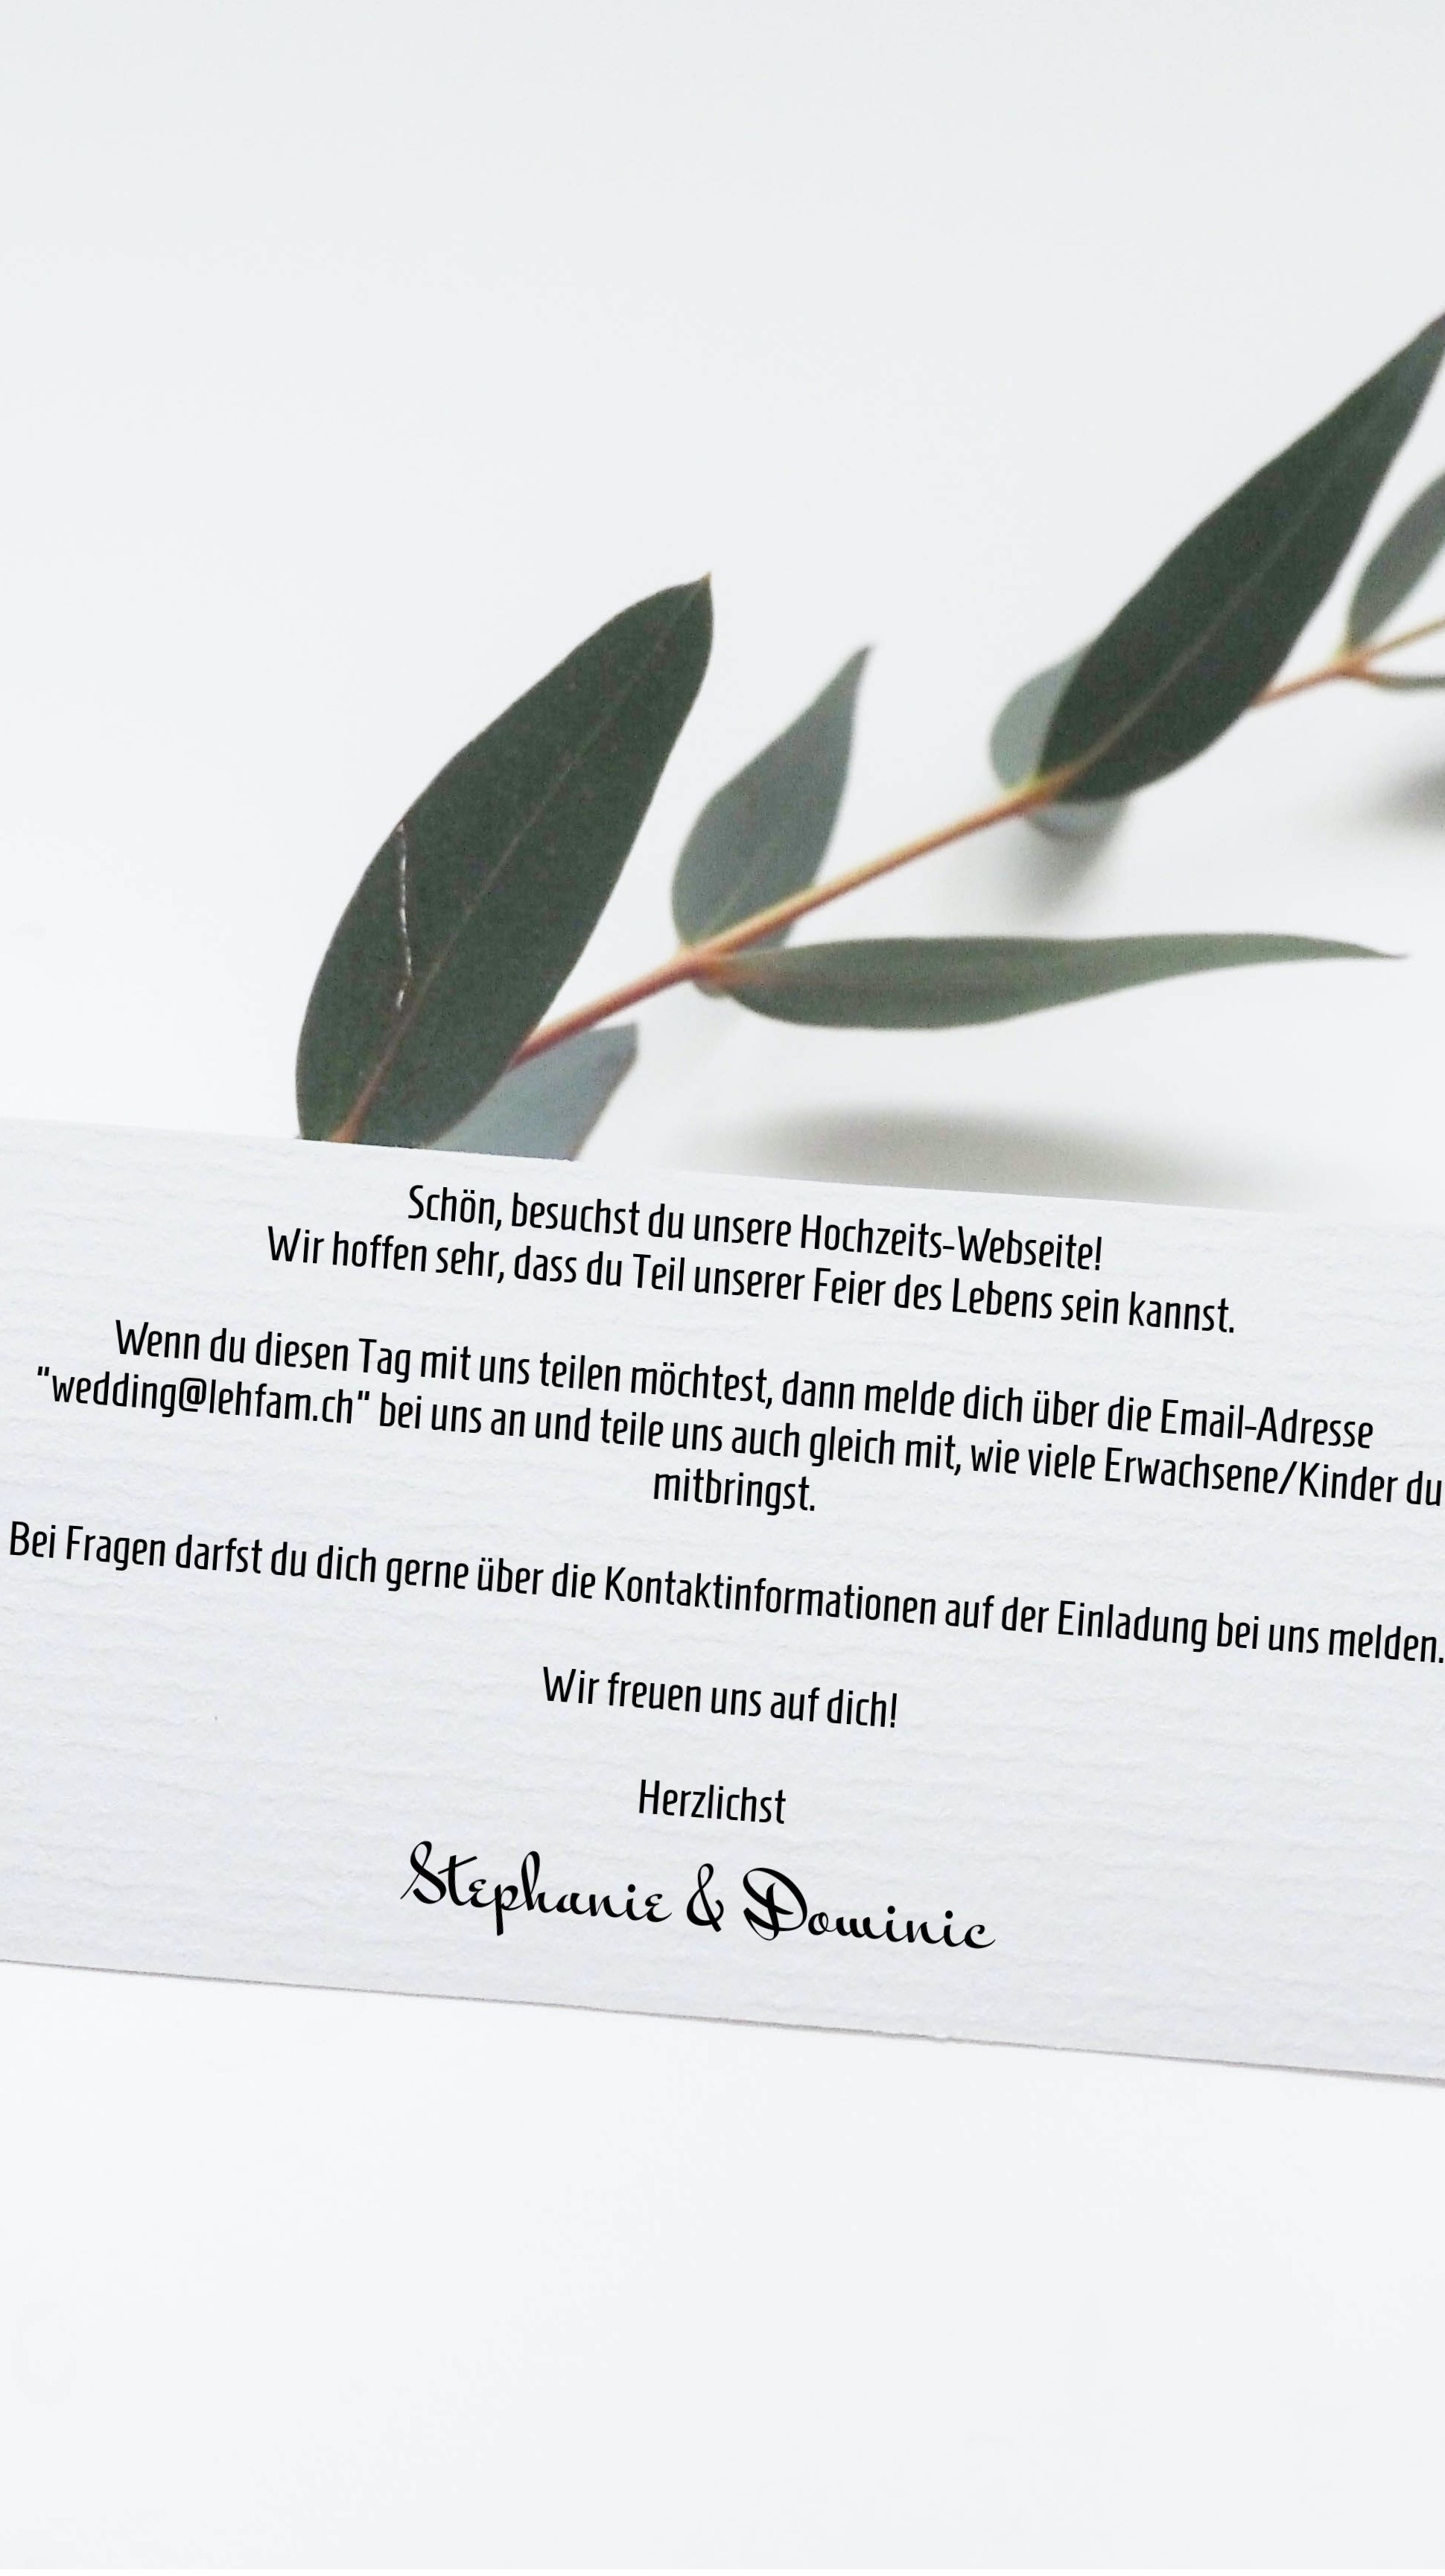 Schön, besuchst du unsere Hochzeits-Webseite!
Wir hoffen sehr, dass du Teil unserer Feier des Lebens sein kannst.
Wenn du diesen Tag mit uns teilen möchtest, dann melde dich über die Email-Adresse
"wedding@lehfam.ch" bei uns an und teile uns auch gleich mit, wie viele Erwachsene/Kinder du
mitbringst.
Bei Fragen darfst du dich gerne über die Kontaktinformationen auf der Einladung bei uns melden.
Wir freuen uns auf dich!
Herzlichst
Stephanie & Dominic